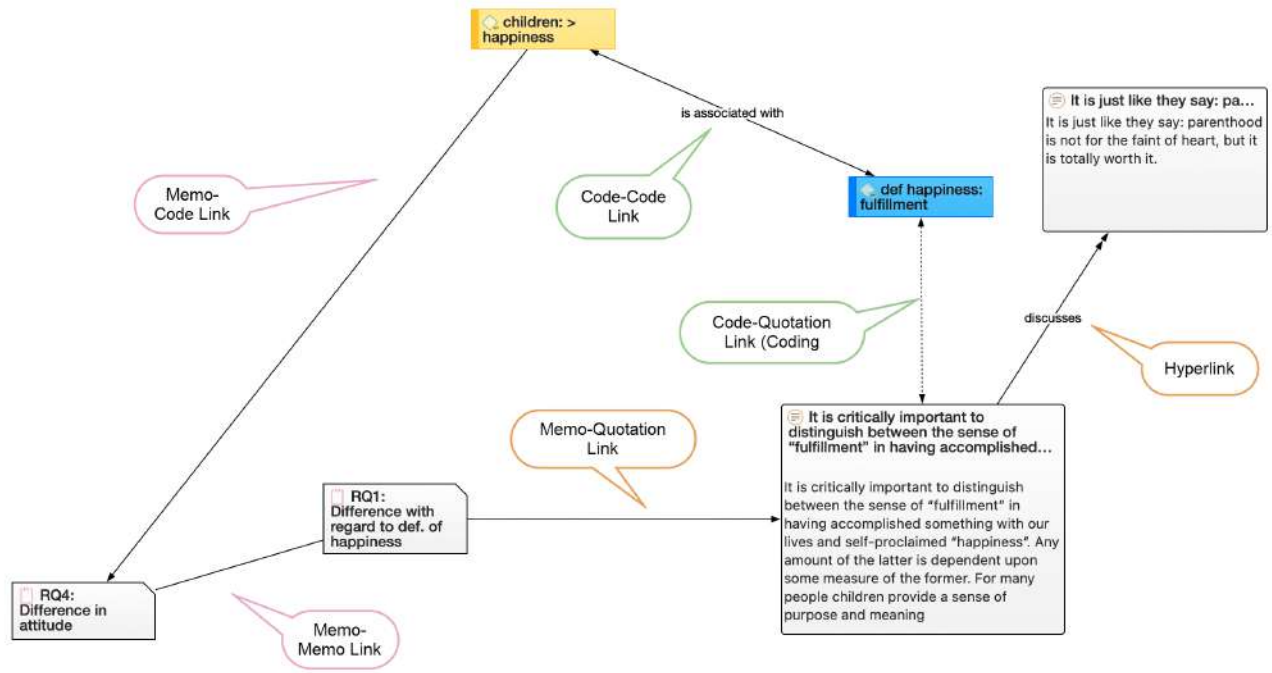 children: >
happiness
is associated with
It is just like they say: pa...
It is just like they say: parenthood
is not for the faint of heart, but it
is totally worth it.
Memo-
Code Link
Code-Code
Link
def happiness:
fulfillment
Code-Quotation
Link (Coding
discusses
Hyperlink
It is critically important to
distinguish between the sense of
“fulfillment” in having accomplished...
It is critically important to distinguish
between the sense of “fulfillment” in
having accomplished something with our
lives and self-proclaimed “happiness”. Any
amount of the latter is dependent upon
some measure of the former. For many
people children provide a sense of
purpose and meaning
Memo-Quotation
Link
RQ1:
Difference with
regard to def. of
happiness
RQ4:
Difference in
attitude
Memo-
Memo Link